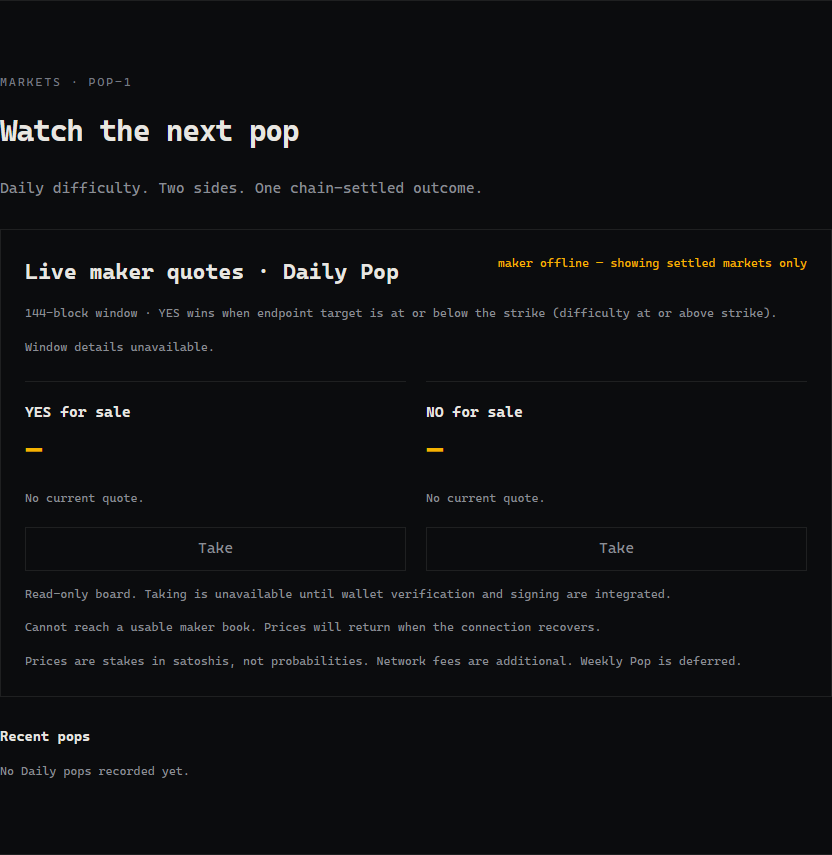 MARKETS · POP-1
Watch the next pop
Daily difficulty. Two sides. One chain-settled outcome.
Live maker quotes · Daily Pop
maker offline — showing settled markets only
144-block window · YES wins when endpoint target is at or below the strike (difficulty at or above strike).
Window details unavailable.
YES for sale
—
No current quote.
Take
NO for sale
—
No current quote.
Take
Read-only board. Taking is unavailable until wallet verification and signing are integrated.
Cannot reach a usable maker book. Prices will return when the connection recovers.
Prices are stakes in satoshis, not probabilities. Network fees are additional. Weekly Pop is deferred.
Recent pops
No Daily pops recorded yet.